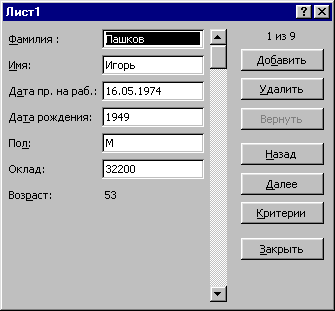 Лист1
Фамилия : Пашков
Имя: Игорь
Дата пр. на раб.: 16.05.1974
Дата рождения: 1949
Пол: М
Оклад: 32200
Возраст: 53
1 из 9
Добавить
Удалить
Вернуть
Назад
Далее
Критерии
Закрыть